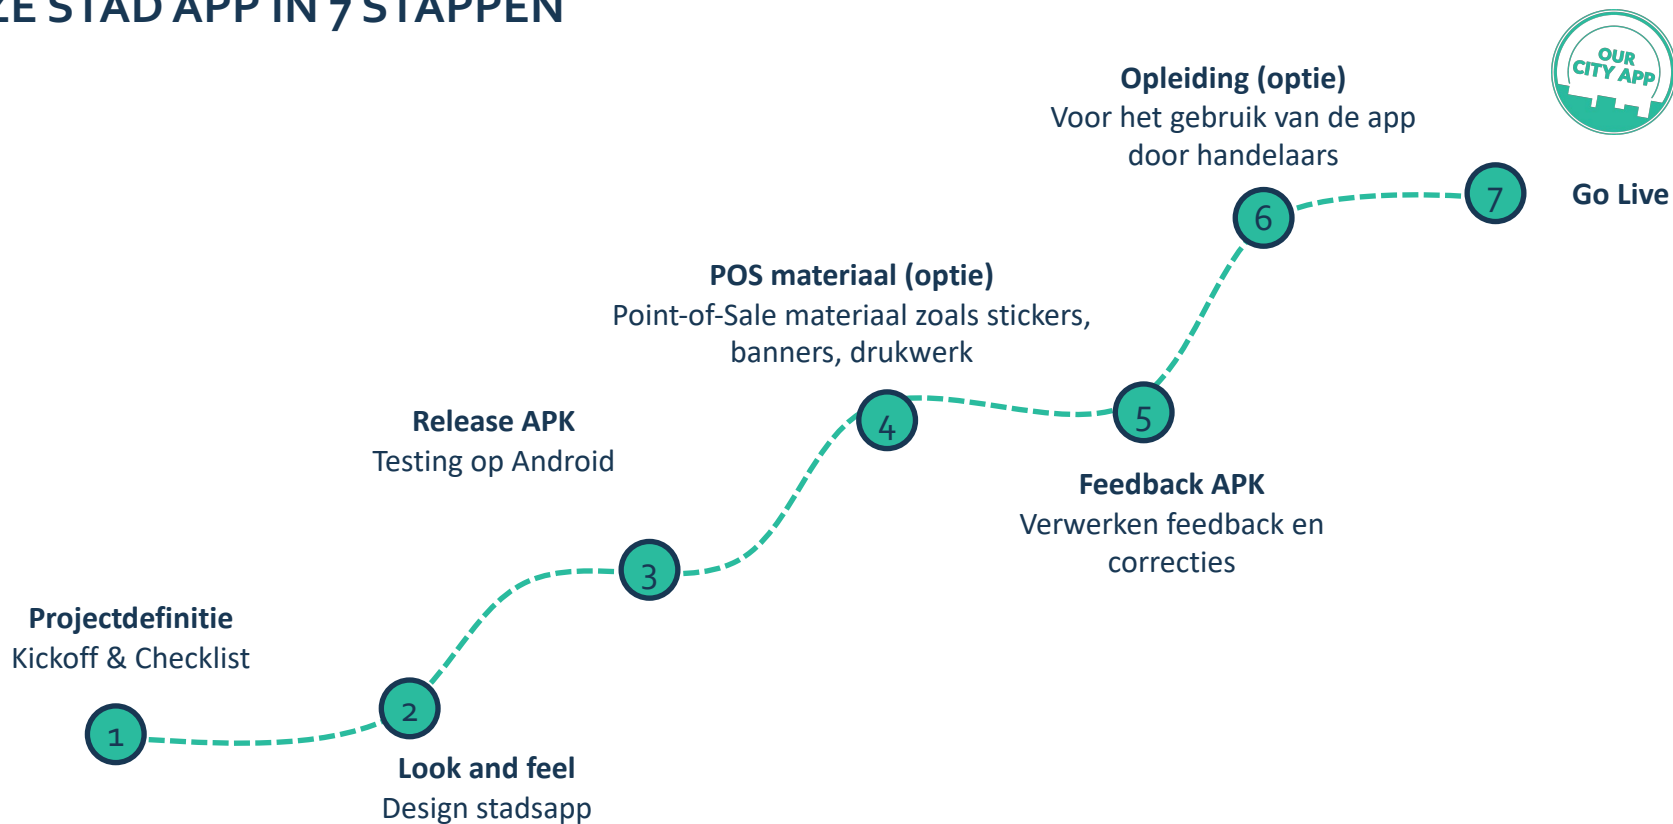 ZE STAD APP IN 7 STAPPEN
OUR
CITY APP
Opleiding (optie)
Voor het gebruik van de app
door handelaars
7
Go Live
6
POS materiaal (optie)
Point-of-Sale materiaal zoals stickers,
banners, drukwerk
4
5
Release APK
Testing op Android
Feedback APK
Verwerken feedback en
correcties
3
Projectdefinitie
Kickoff & Checklist
2
1
Look and feel
Design stadsapp